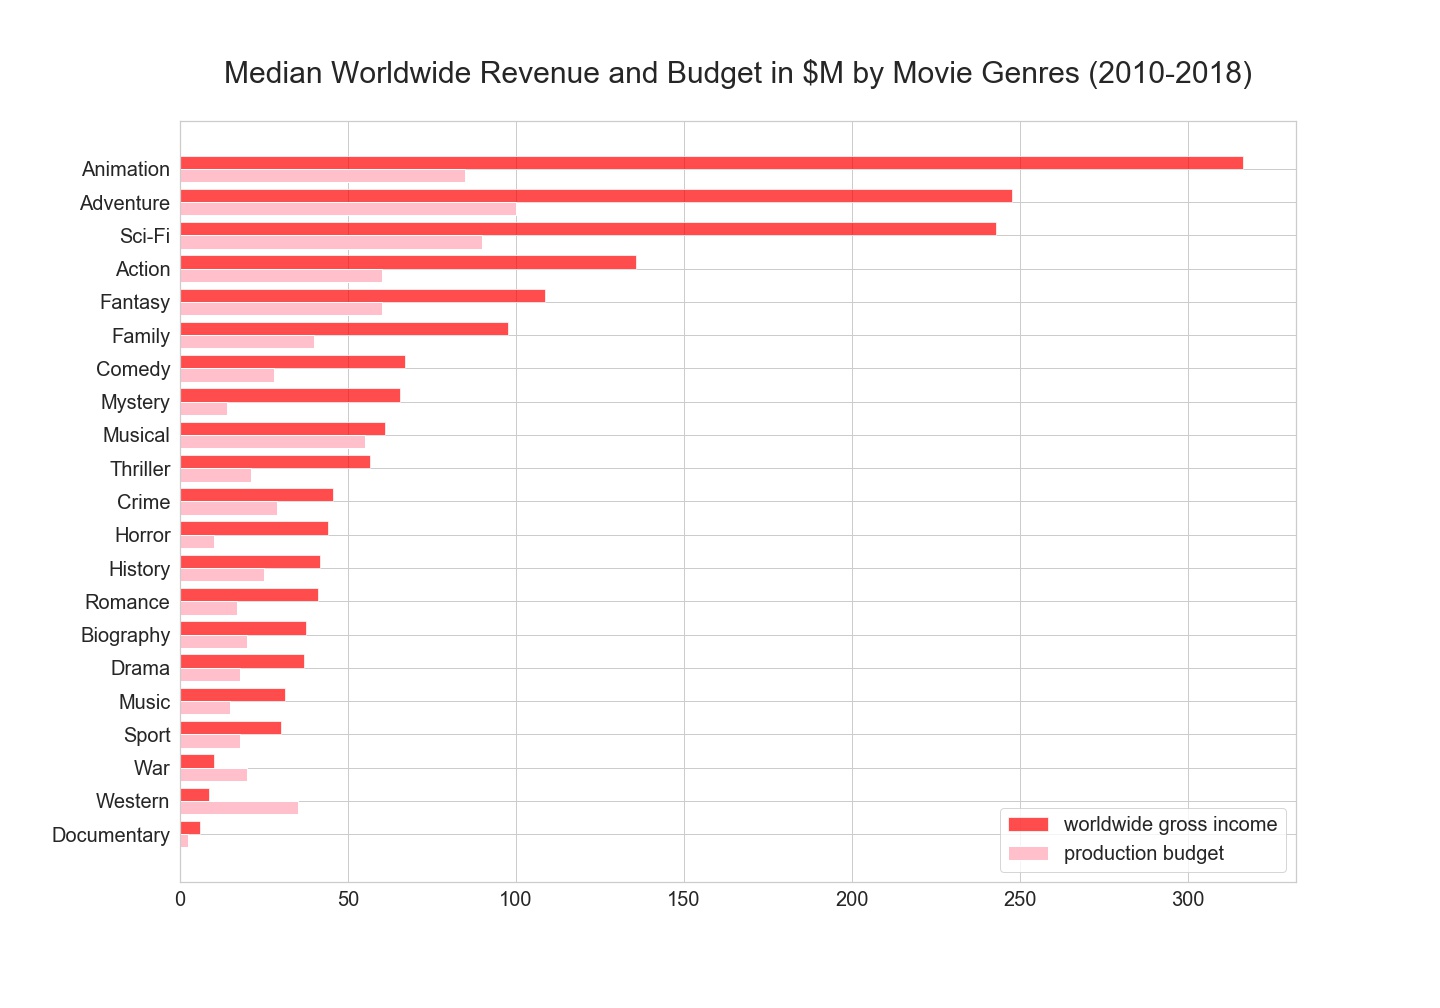 Median Worldwide Revenue and Budget in $M by Movie Genres (2010-2018)
Animation
Adventure
Sci-Fi
Action
Fantasy
Family
Comedy
Mystery
Musical
Thriller
Crime
Horror
History
Romance
Biography
Drama
Music
Sport
War
Western
Documentary
worldwide gross income
production budget
0 50 100 150 200 250 300